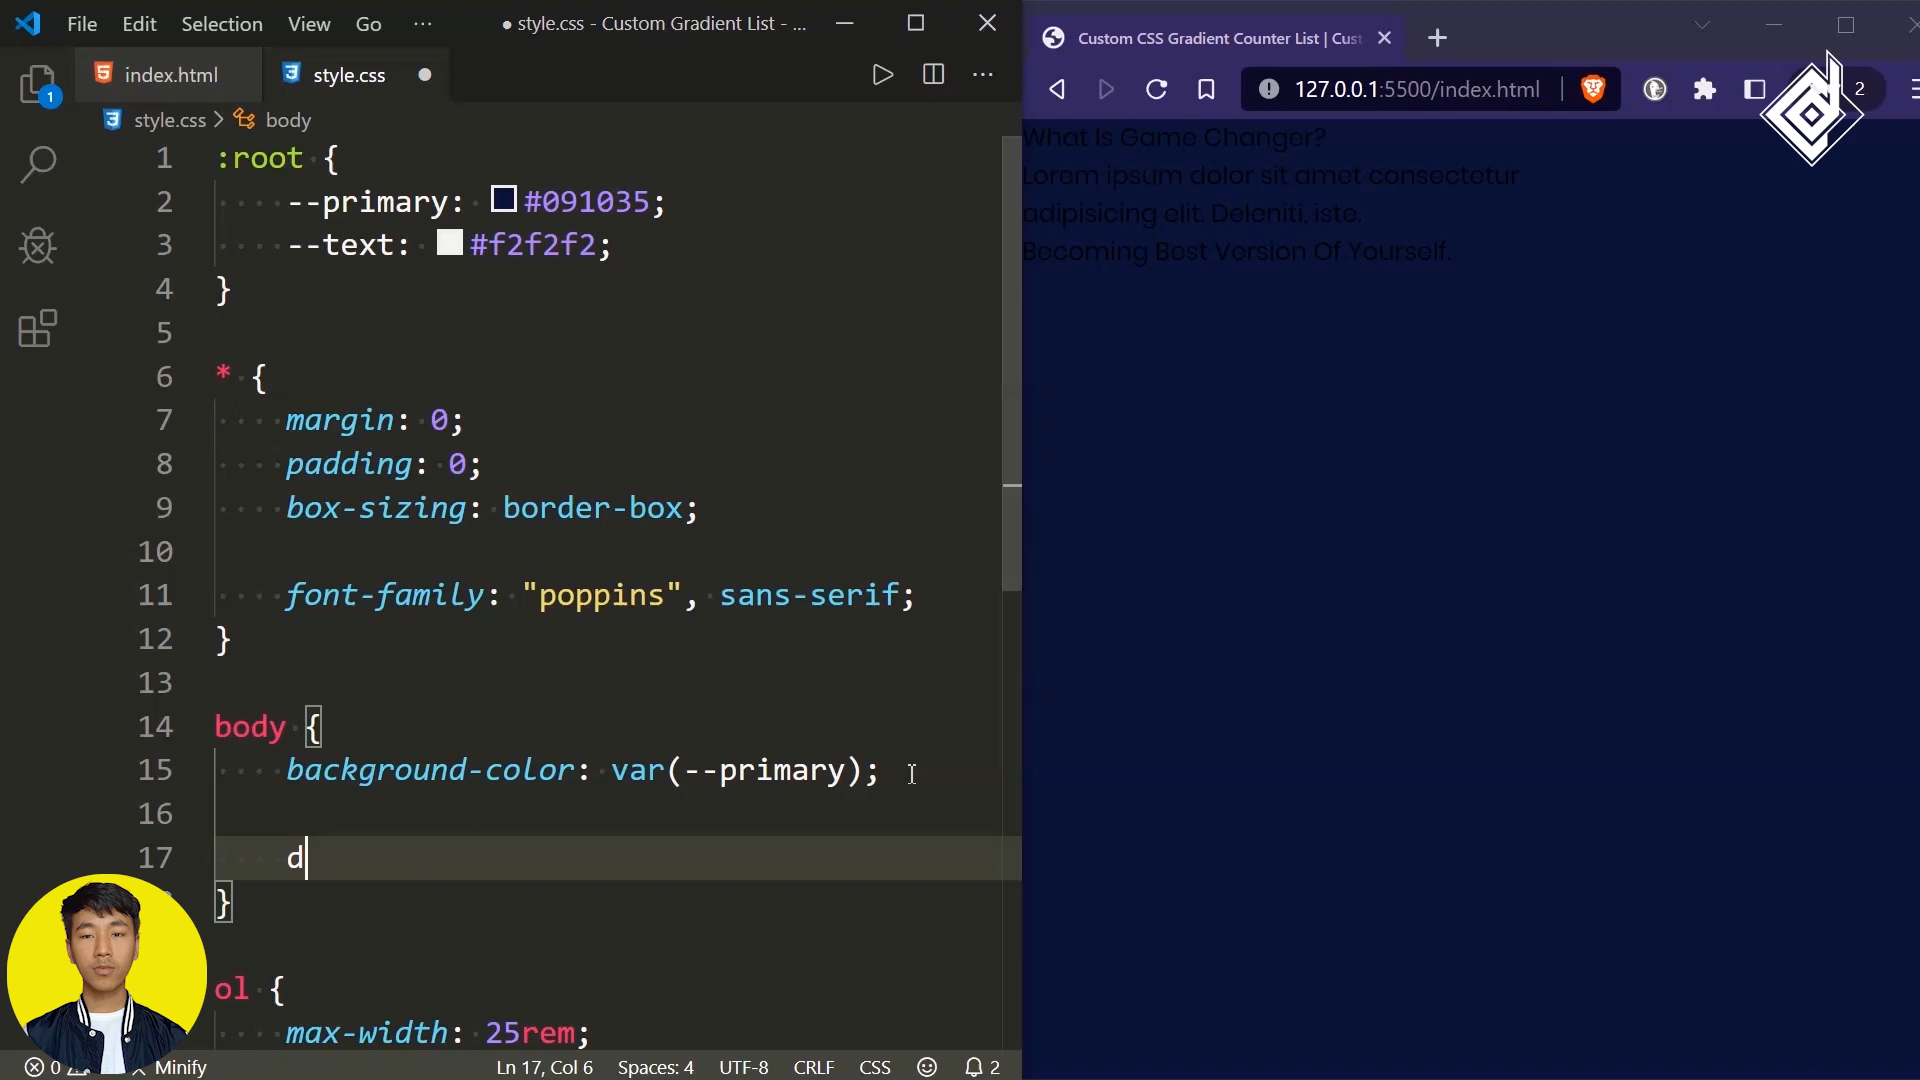 File Edit Selection View Go ···
● style.css - Custom Gradient List - ...
index.html
style.css
style.css > body
1
1 :root {
2 --primary: #091035;
3 --text: #f2f2f2;
4 }
5
6 * {
7 margin: 0;
8 padding: 0;
9 box-sizing: border-box;
10
11 font-family: "poppins", sans-serif;
12 }
13
14 body {
15 background-color: var(--primary);
16
17 d
}
ol {
max-width: 25rem;
0
Minify
Ln 17, Col 6 Spaces: 4 UTF-8 CRLF CSS 2
Custom CSS Gradient Counter List | Cust
127.0.0.1:5500/index.html
2
What Is Game Changer?
Lorem ipsum dolor sit amet consectetur
adipisicing elit. Deleniti, iste.
Becoming Best Version Of Yourself.